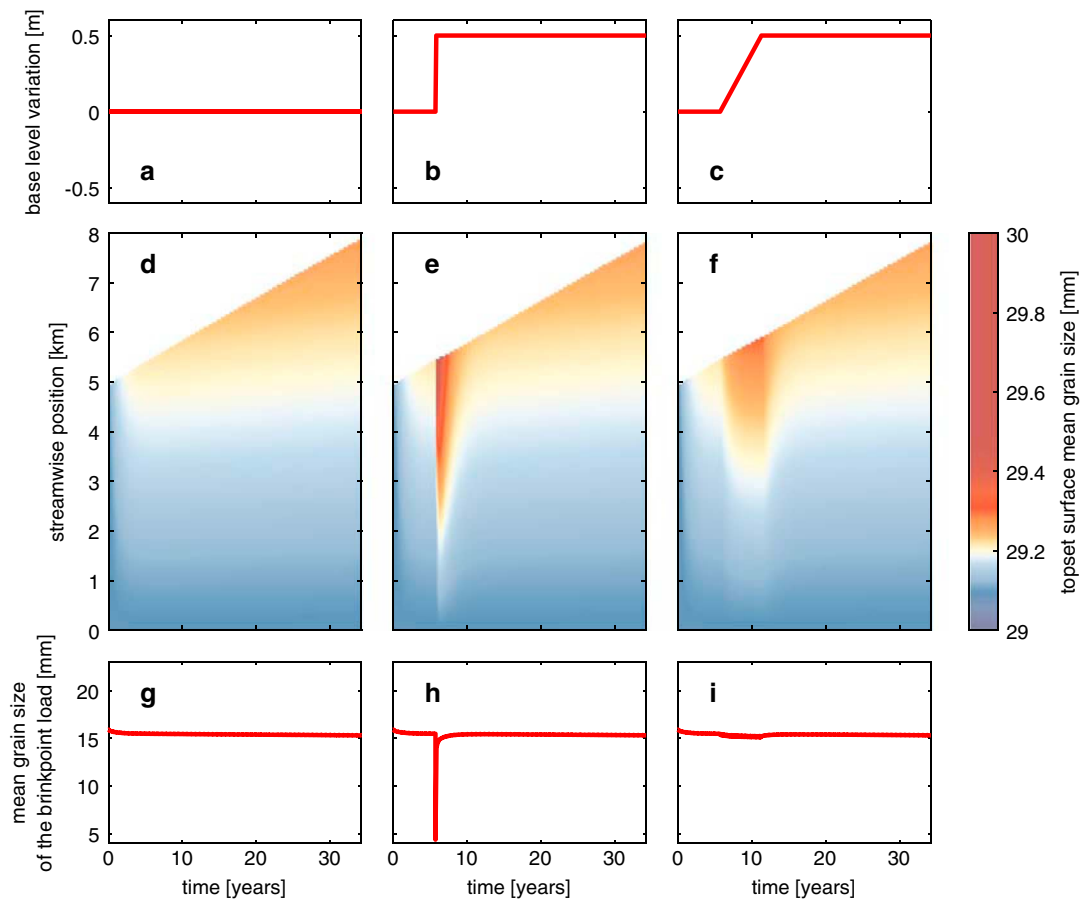 base level variation [m]
0.5
0
-0.5
a
b
c
streamwise position [km]
8
7
6
5
4
3
2
1
0
d
e
f
30
29.8
29.6
29.4
29.2
29
topset surface mean grain size [mm]
mean grain size
of the brinkpoint load [mm]
20
15
10
5
g
h
i
0 10 20 30
0 10 20 30
0 10 20 30
time [years]
time [years]
time [years]